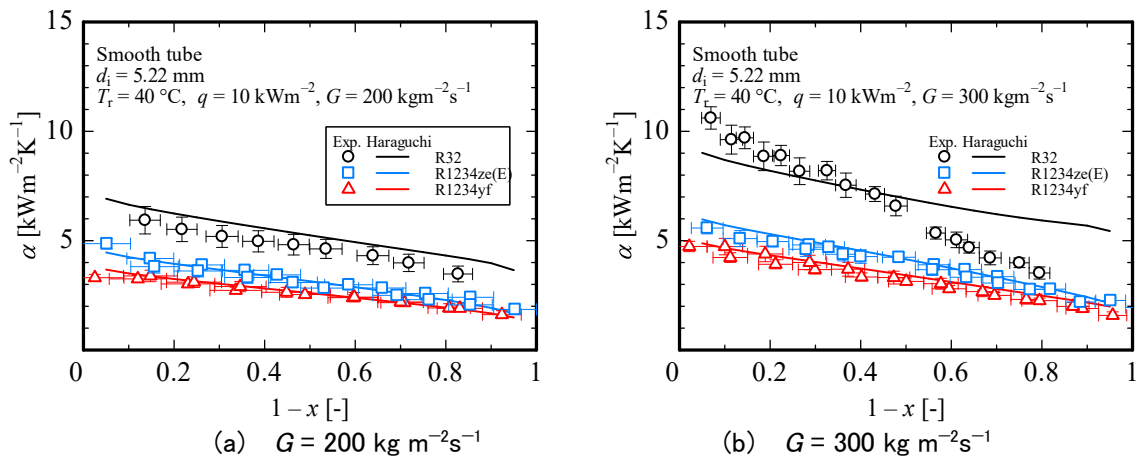 15
10
5
0
0.2
0.4
0.6
0.8
1
α [kWm⁻²K⁻¹]
1 – x [-]
Smooth tube
dᵢ = 5.22 mm
Tᵣ = 40 °C, q = 10 kWm⁻², G = 200 kgm⁻²s⁻¹
Exp. Haraguchi
R32
R1234ze(E)
R1234yf
(a) G = 200 kg m⁻²s⁻¹
15
10
5
0
0.2
0.4
0.6
0.8
1
α [kWm⁻²K⁻¹]
1 – x [-]
Smooth tube
dᵢ = 5.22 mm
Tᵣ = 40 °C, q = 10 kWm⁻², G = 300 kgm⁻²s⁻¹
Exp. Haraguchi
R32
R1234ze(E)
R1234yf
(b) G = 300 kg m⁻²s⁻¹